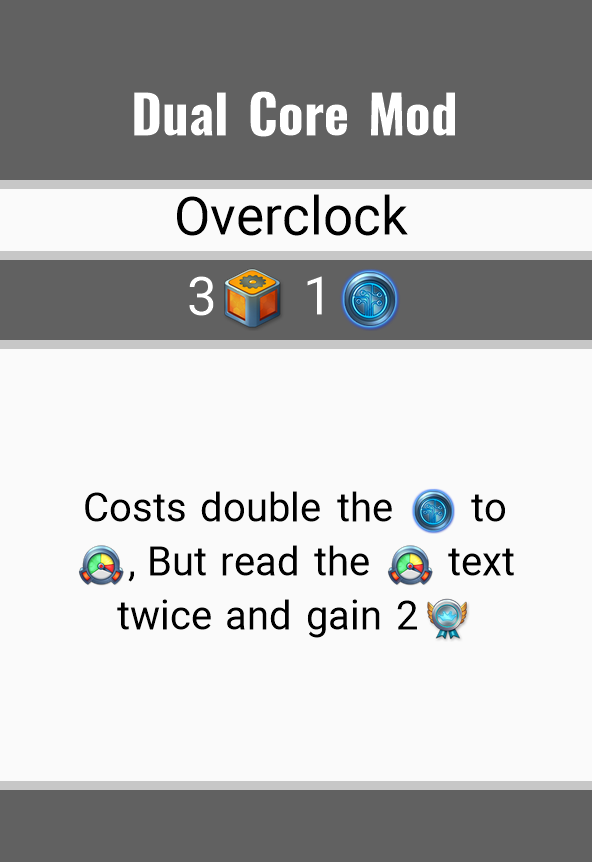 Dual Core Mod
Overclock
3 1
Costs double the to
, But read the text
twice and gain 2